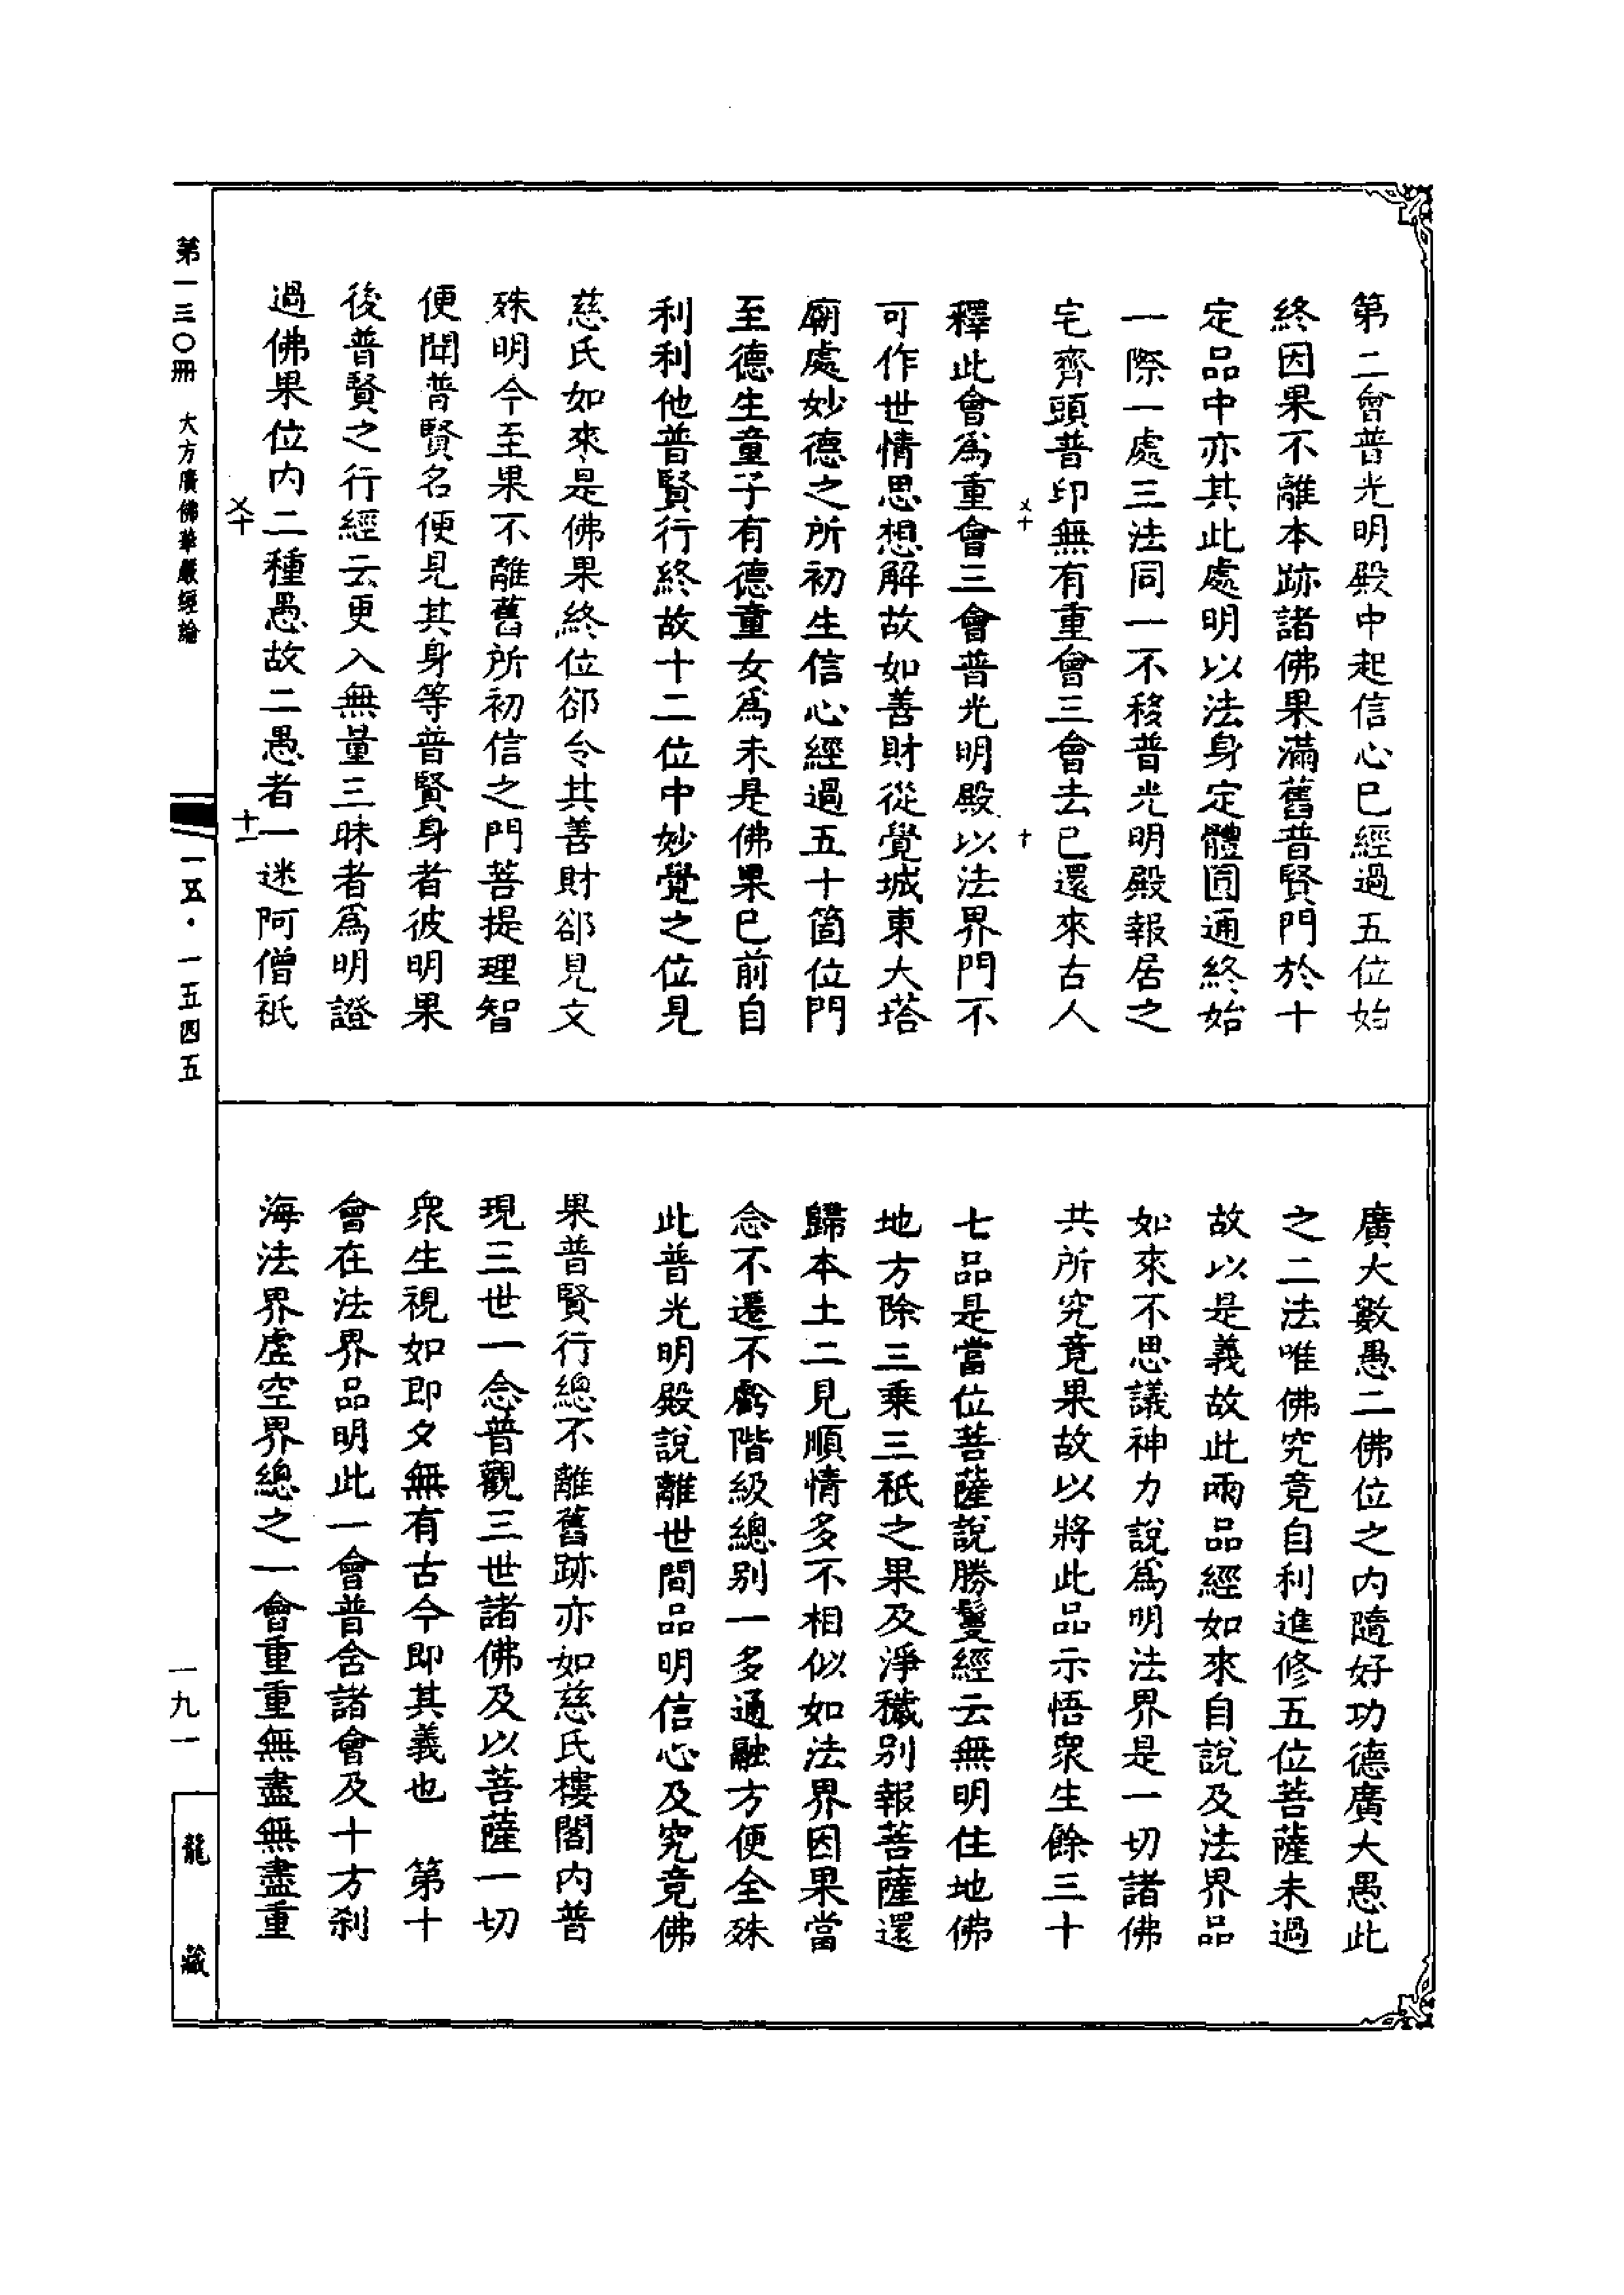 第二會普光明殿中起信心已經過五位始
終因果不離本跡諸佛果滿舊普賢門於十
定品中亦其此處明以法身定體圓通終始
一際一處三法同一不移普光明殿報居之
宅齊頭普印無有重會三會去已還來古人
釋此會為重會三會普光明殿以法界門不
可作世情思想解故如善財從覺城東大塔
廟處妙德之所初生信心經過五十箇位門
至德生童子有德童女為未是佛果已前自
利利他普賢行終故十二位中妙覺之位見
慈氏如來是佛果終位郤令其善財郤見文
殊明今至果不離舊所初信之門菩提理智
便聞普賢名便見其身等普賢身者彼明果
後普賢之行經云更入無量三昧者為明證
過佛果位內二種愚故二愚者一迷阿僧祇
廣大數愚二佛位之內隨好功德廣大愚此
之二法唯佛究竟自利進修五位菩薩未過
故以是義故此兩品經如來自說及法界品
如來不思議神力說為明法界是一切諸佛
共所究竟果故以將此品示悟眾生餘三十
七品是當位菩薩說勝鬘經云無明住地佛
地方除三乘三祇之果及淨穢別報菩薩還
歸本土二見順情多不相似如法界因果當
念不遷不虧階級總別一多通融方便全殊
此普光明殿說離世間品明信心及究竟佛
果普賢行總不離舊跡亦如慈氏樓閣內普
現三世一念普觀三世諸佛及以菩薩一切
眾生視如即夕無有古今即其義也　第十
會在法界品明此一會普含諸會及十方剎
海法界虛空界總之一會重重無盡無盡重
第一三〇冊　大方廣佛華嚴經論
一五·一五四五
一九一
龍藏
十
十一